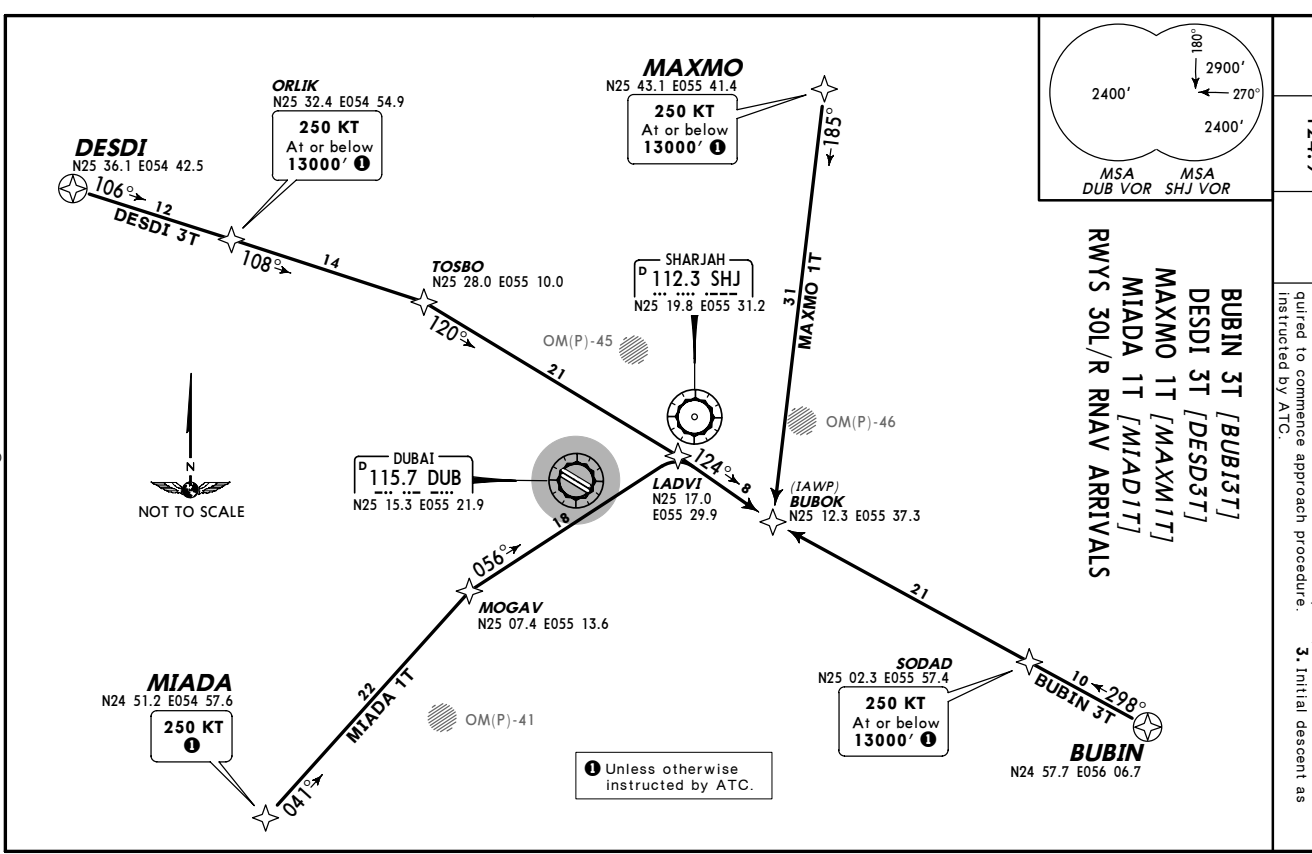 ORLIK
N25 32.4 E054 54.9
250 KT
At or below
13000' ❶
DESDI
N25 36.1 E054 42.5
106°
12
DESDI 3T
108°
14
TOSBO
N25 28.0 E055 10.0
120°
21
MAXMO
N25 43.1 E055 41.4
250 KT
At or below
13000' ❶
185°
31
MAXMO 1T
SHARJAH
D 112.3 SHJ
N25 19.8 E055 31.2
OM(P)-45
OM(P)-46
DUBAI
D 115.7 DUB
N25 15.3 E055 21.9
LADVI
N25 17.0
E055 29.9
124°
8
(IAWP)
BUBOK
N25 12.3 E055 37.3
N
NOT TO SCALE
18
056°
MOGAV
N25 07.4 E055 13.6
MIADA
N24 51.2 E054 57.6
250 KT
❶
22
MIADA 1T
041°
OM(P)-41
21
SODAD
N25 02.3 E055 57.4
250 KT
At or below
13000' ❶
10
298°
BUBIN 3T
BUBIN
N24 57.7 E056 06.7
❶ Unless otherwise
instructed by ATC.
180°
2900'
270°
2400'
2400'
MSA
DUB VOR
MSA
SHJ VOR
BUBIN 3T [BUBI3T]
DESDI 3T [DESD3T]
MAXMO 1T [MAXM1T]
MIADA 1T [MIAD1T]
RWYS 30L/R RNAV ARRIVALS
quired to commence approach procedure. 3. Initial descent as
instructed by ATC.